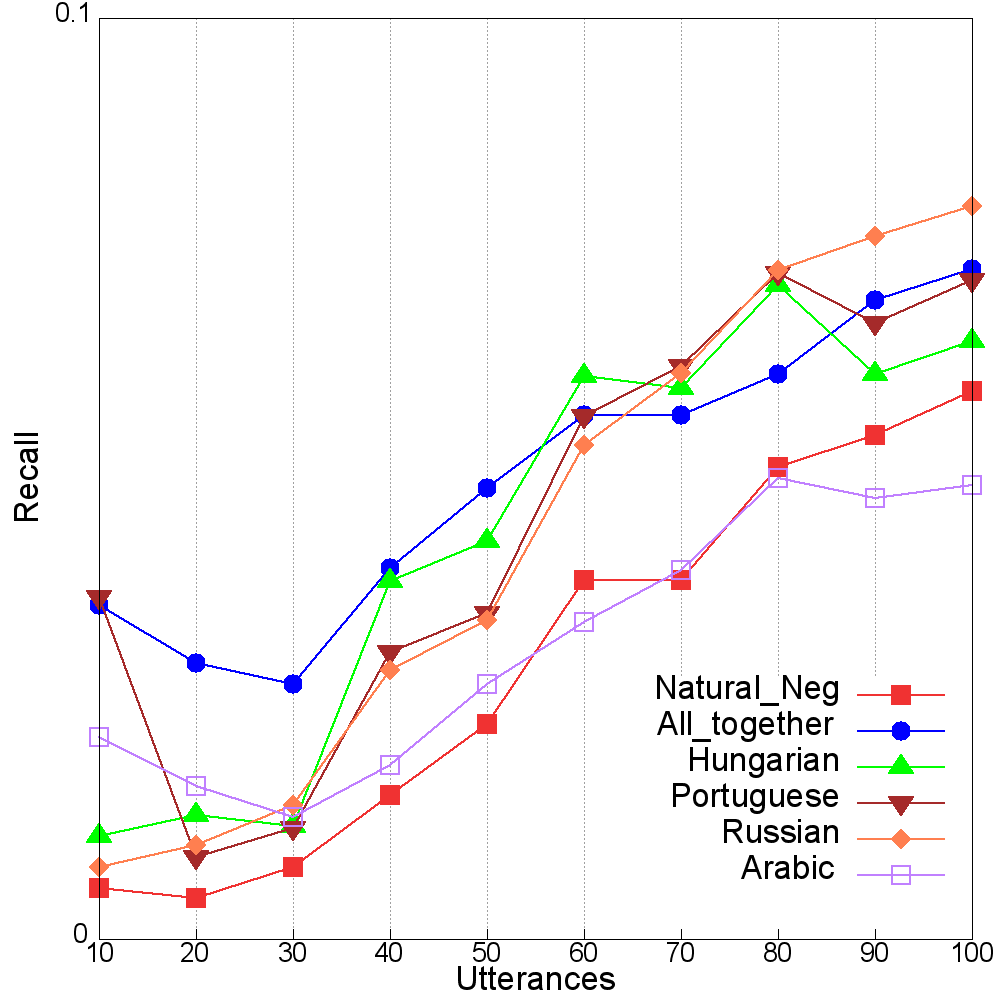 0.1
Recall
Natural_Neg
All_together
Hungarian
Portuguese
Russian
Arabic
0
10 20 30 40 50 60 70 80 90 100
Utterances